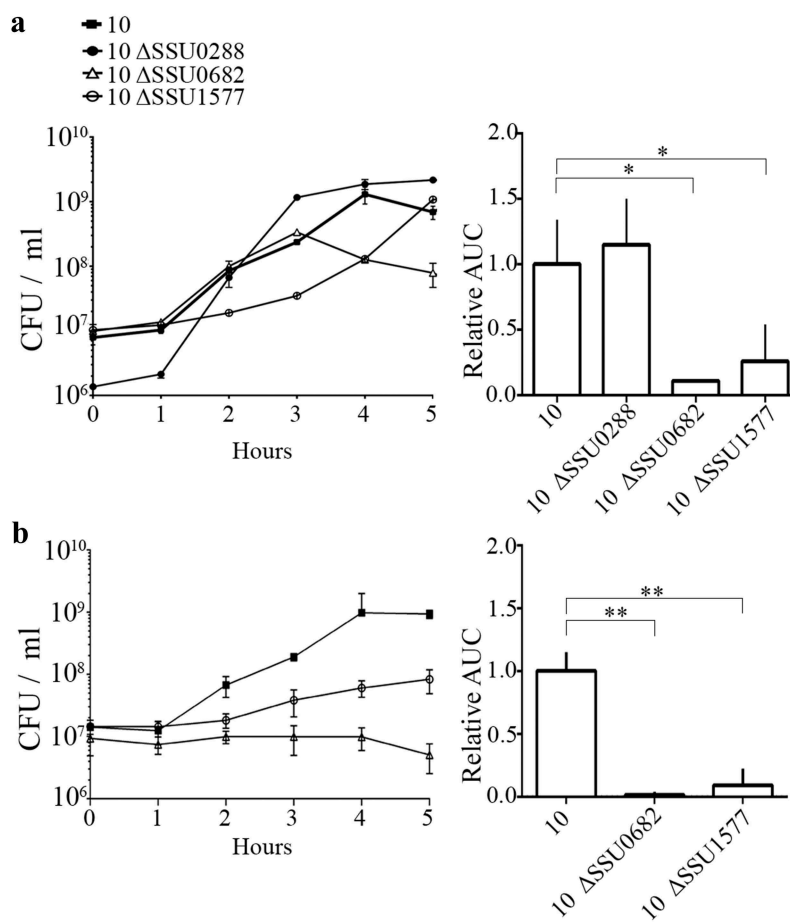 a
10
10 ΔSSU0288
10 ΔSSU0682
10 ΔSSU1577
CFU / ml
10^10
10^9
10^8
10^7
10^6
0 1 2 3 4 5
Hours
Relative AUC
2.0
1.5
1.0
0.5
0.0
*
*
10
10 ΔSSU0288
10 ΔSSU0682
10 ΔSSU1577
b
CFU / ml
10^10
10^9
10^8
10^7
10^6
0 1 2 3 4 5
Hours
Relative AUC
2.0
1.5
1.0
0.5
0.0
**
**
10
10 ΔSSU0682
10 ΔSSU1577